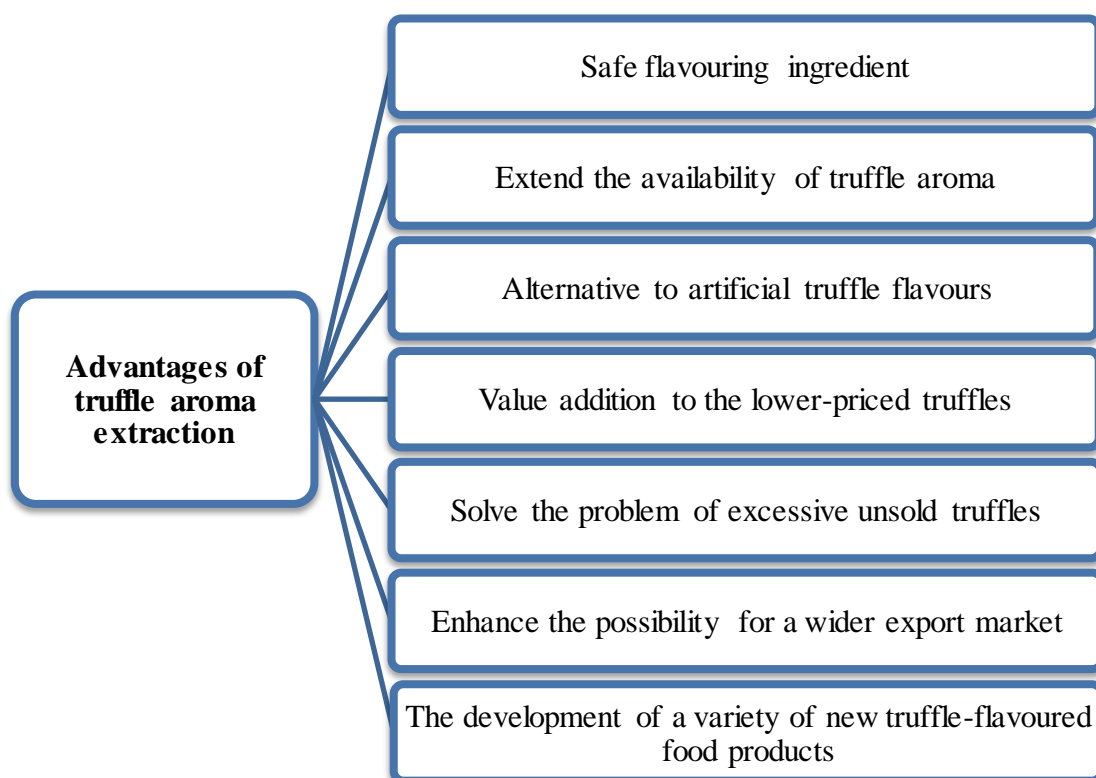 Safe flavouring ingredient
Extend the availability of truffle aroma
Alternative to artificial truffle flavours
Advantages of
truffle aroma
extraction
Value addition to the lower-priced truffles
Solve the problem of excessive unsold truffles
Enhance the possibility for a wider export market
The development of a variety of new truffle-flavoured
food products